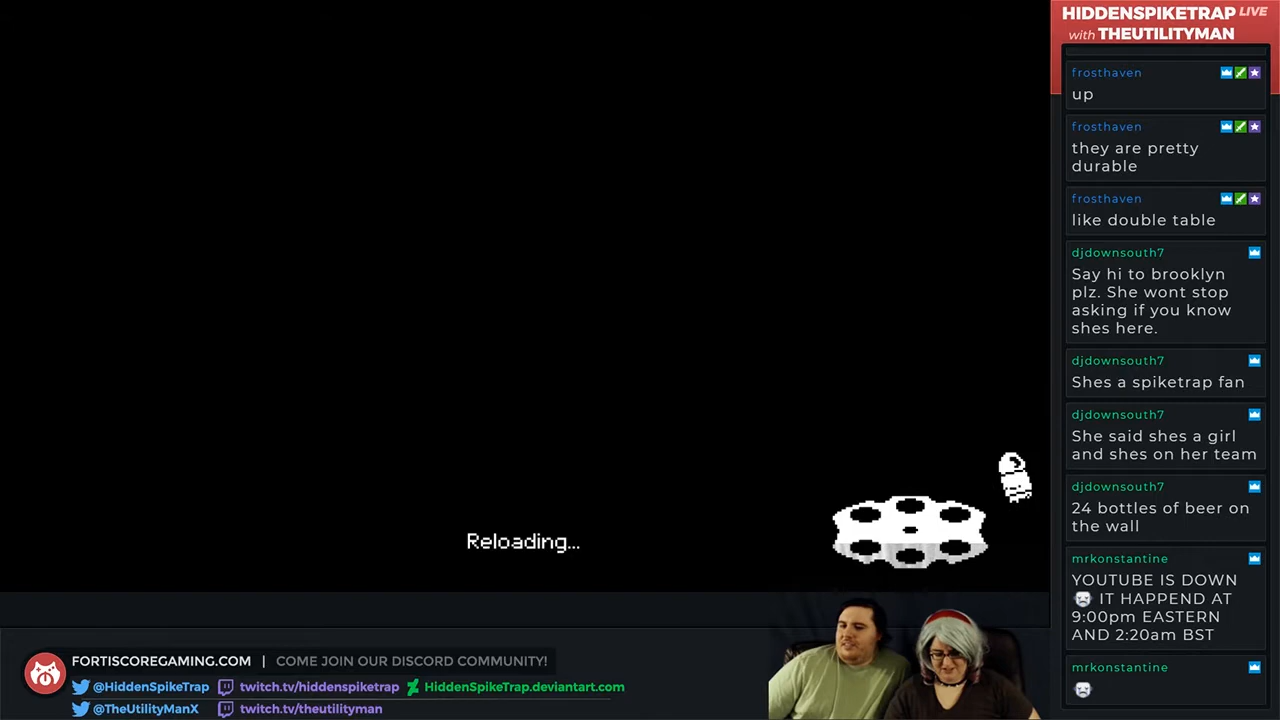 HIDDENSPIKETRAP LIVE
with THEUTILITYMAN
frosthaven
up
frosthaven
they are pretty
durable
frosthaven
like double table
djdownsouth7
Say hi to brooklyn
plz. She wont stop
asking if you know
shes here.
djdownsouth7
Shes a spiketrap fan
djdownsouth7
She said shes a girl
and shes on her team
djdownsouth7
24 bottles of beer on
the wall
mrkonstantine
YOUTUBE IS DOWN
IT HAPPEND AT
9:00pm EASTERN
AND 2:20am BST
mrkonstantine
Reloading...
FORTISCOREGAMING.COM | COME JOIN OUR DISCORD COMMUNITY!
@HiddenSpikeTrap twitch.tv/hiddenspiketrap HiddenSpikeTrap.deviantart.com
@TheUtilityManX twitch.tv/theutilityman